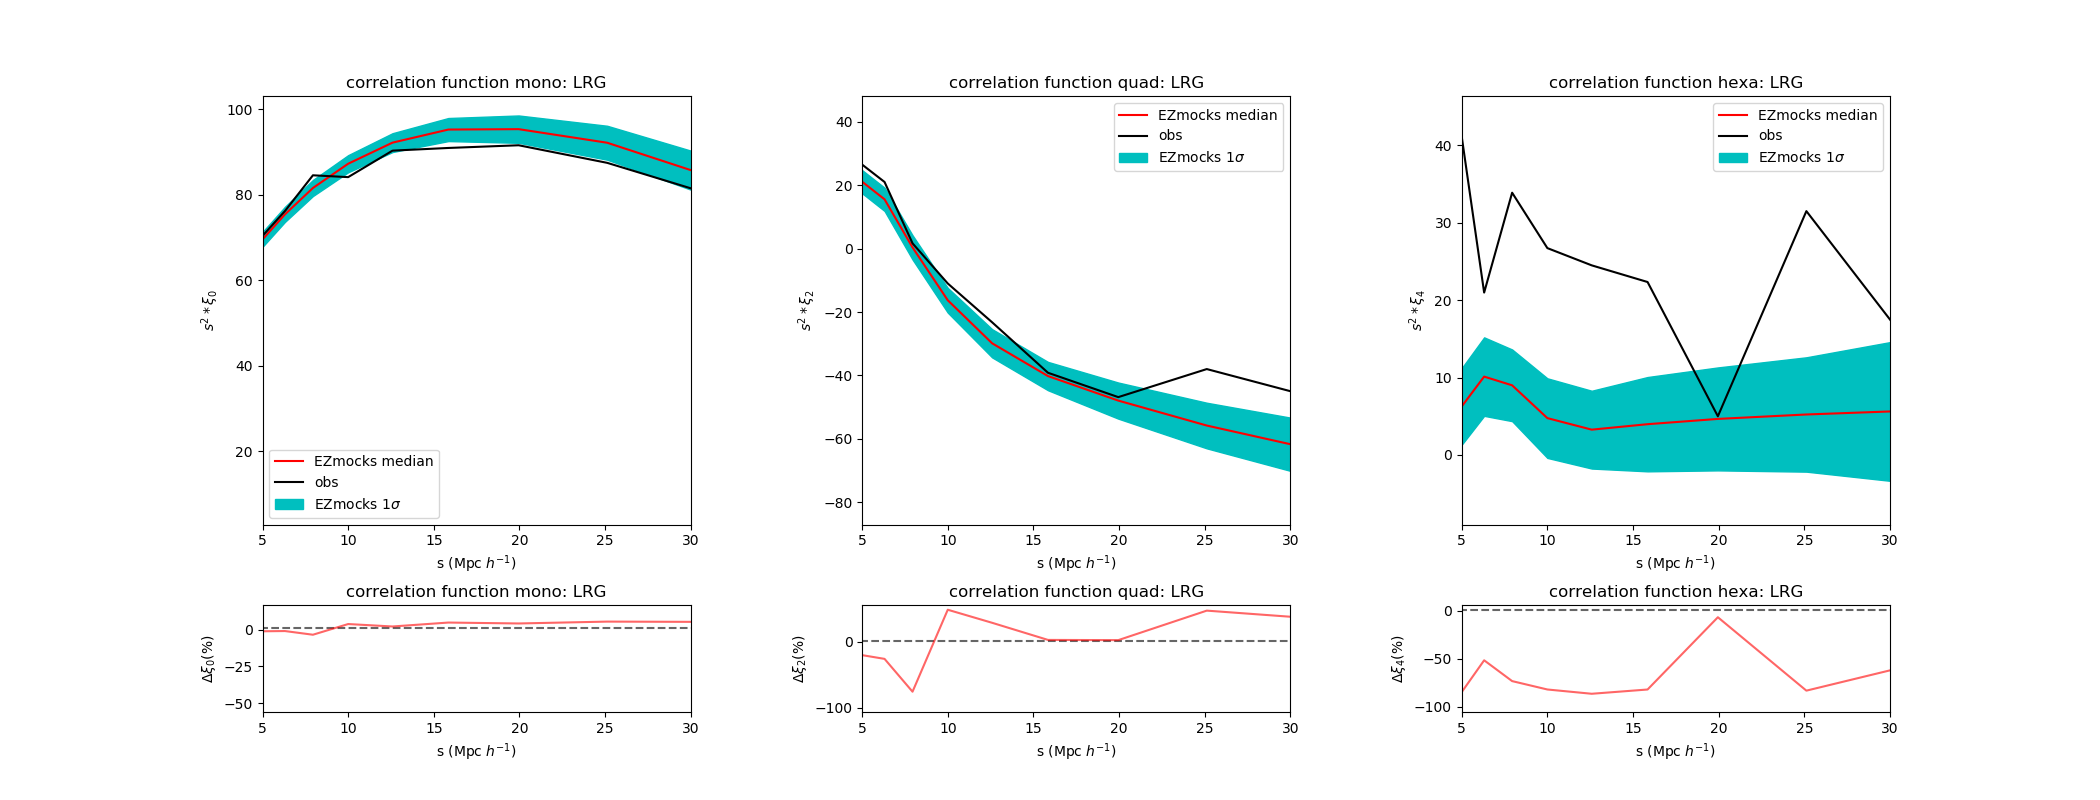 correlation function mono: LRG
100
80
60
40
20
s² * ξ₀
EZmocks median
obs
EZmocks 1σ
5 10 15 20 25 30
s (Mpc h⁻¹)
correlation function quad: LRG
40
20
0
−20
−40
−60
−80
s² * ξ₂
EZmocks median
obs
EZmocks 1σ
5 10 15 20 25 30
s (Mpc h⁻¹)
correlation function hexa: LRG
40
30
20
10
0
s² * ξ₄
EZmocks median
obs
EZmocks 1σ
5 10 15 20 25 30
s (Mpc h⁻¹)
correlation function mono: LRG
0
−25
−50
Δξ₀(%)
5 10 15 20 25 30
s (Mpc h⁻¹)
correlation function quad: LRG
0
−100
Δξ₂(%)
5 10 15 20 25 30
s (Mpc h⁻¹)
correlation function hexa: LRG
0
−50
−100
Δξ₄(%)
5 10 15 20 25 30
s (Mpc h⁻¹)